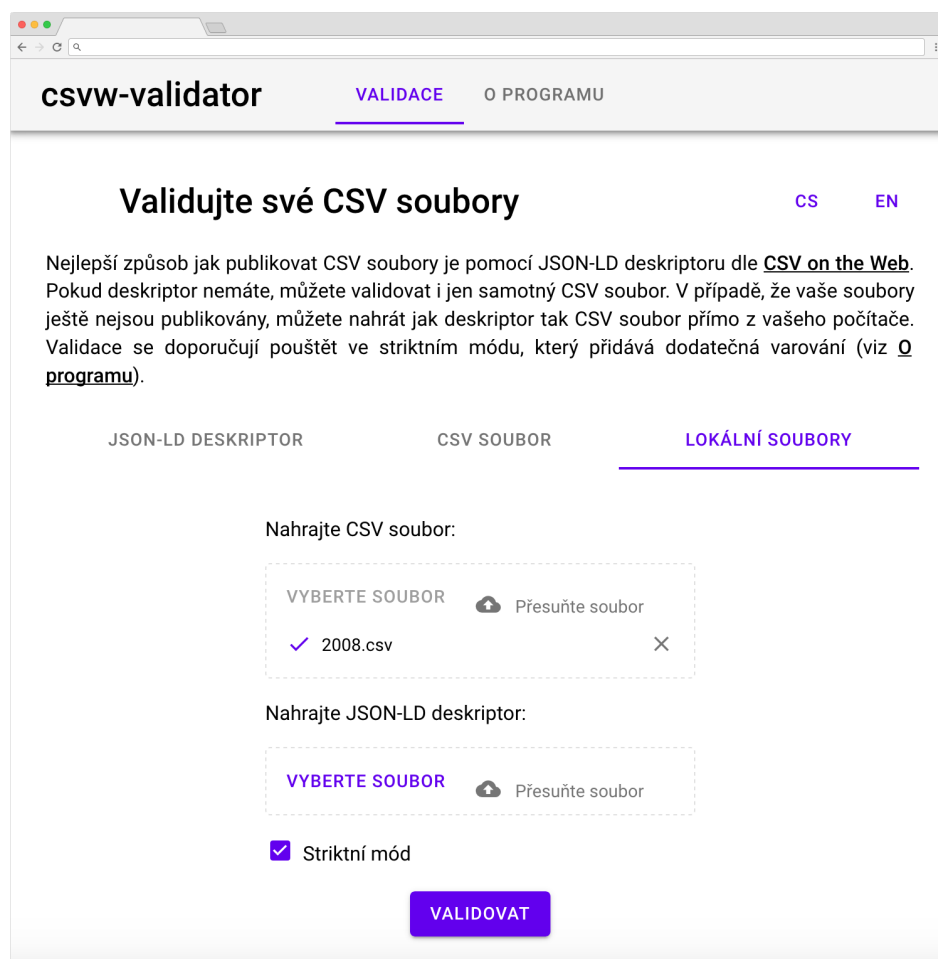 csvw-validator
VALIDACE
O PROGRAMU
Validujte své CSV soubory
CS
EN
Nejlepší způsob jak publikovat CSV soubory je pomocí JSON-LD deskriptoru dle CSV on the Web.
Pokud deskriptor nemáte, můžete validovat i jen samotný CSV soubor. V případě, že vaše soubory
ještě nejsou publikovány, můžete nahrát jak deskriptor tak CSV soubor přímo z vašeho počítače.
Validace se doporučují pouštět ve striktním módu, který přidává dodatečná varování (viz O
programu).
JSON-LD DESKRIPTOR
CSV SOUBOR
LOKÁLNÍ SOUBORY
Nahrajte CSV soubor:
VYBERTE SOUBOR
Přesuňte soubor
2008.csv
Nahrajte JSON-LD deskriptor:
VYBERTE SOUBOR
Přesuňte soubor
Striktní mód
VALIDOVAT